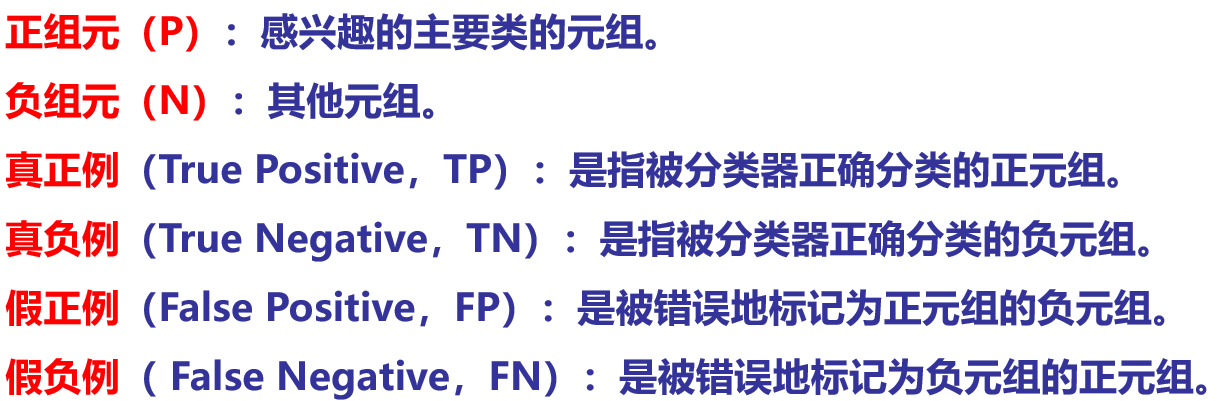 正组元（P）：感兴趣的主要类的元组。
负组元（N）：其他元组。
真正例（True Positive，TP）：是指被分类器正确分类的正元组。
真负例（True Negative，TN）：是指被分类器正确分类的负元组。
假正例（False Positive，FP）：是被错误地标记为正元组的负元组。
假负例（ False Negative，FN）：是被错误地标记为负元组的正元组。